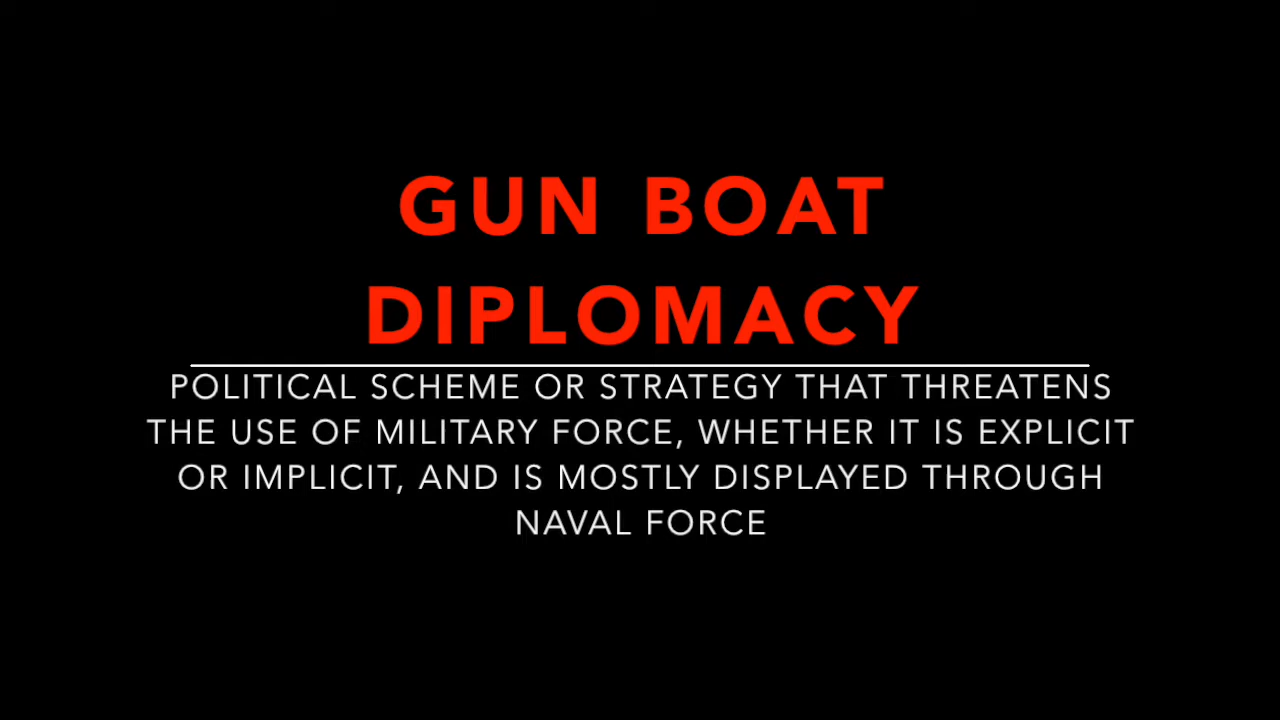 GUN BOAT
DIPLOMACY
POLITICAL SCHEME OR STRATEGY THAT THREATENS
THE USE OF MILITARY FORCE, WHETHER IT IS EXPLICIT
OR IMPLICIT, AND IS MOSTLY DISPLAYED THROUGH
NAVAL FORCE